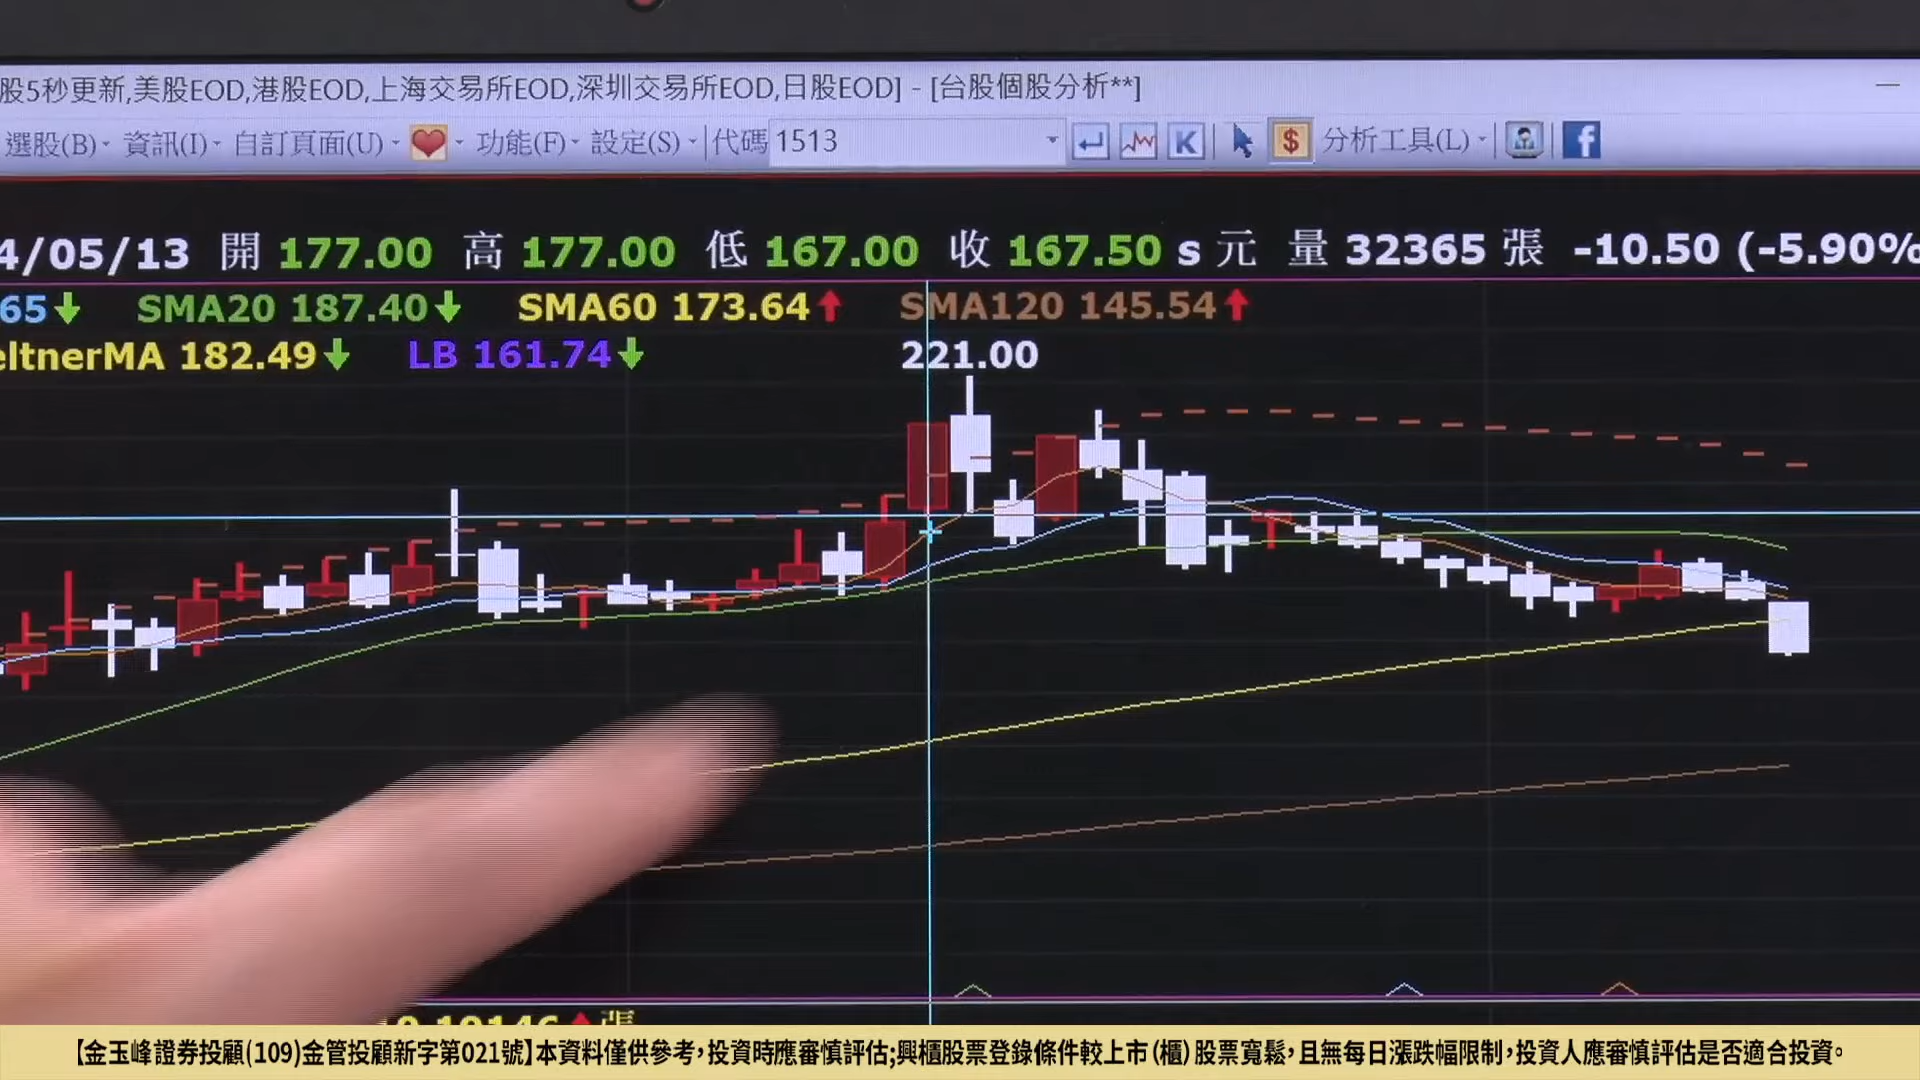 股5秒更新,美股EOD,港股EOD,上海交易所EOD,深圳交易所EOD,日股EOD] - [台股個股分析**]
選股(B) 資訊(I) 自訂頁面(U) 功能(F) 設定(S) 代碼 1513 K $ 分析工具(L) f
4/05/13 開 177.00 高 177.00 低 167.00 收 167.50 s 元 量 32365 張 -10.50 (-5.90%
65↓ SMA20 187.40↓ SMA60 173.64↑ SMA120 145.54↑
eltnerMA 182.49↓ LB 161.74↓ 221.00
【金玉峰證券投顧(109)金管投顧新字第021號】本資料僅供參考，投資時應審慎評估;興櫃股票登錄條件較上市(櫃)股票寬鬆，且無每日漲跌幅限制，投資人應審慎評估是否適合投資。